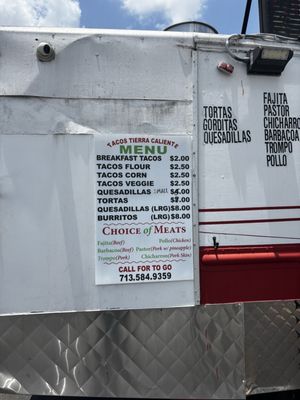 TACOS TIERRA CALIENTE
MENU
BREAKFAST TACOS $2.00
TACOS FLOUR $2.50
TACOS CORN $2.50
TACOS VEGGIE $2.50
QUESADILLAS SMALL $4.00
TORTAS $7.00
QUESADILLAS (LRG) $8.00
BURRITOS (LRG) $8.00
CHOICE OF MEATS
Fajita (Beef) Pollo (Chicken)
Barbacoa (Beef) Pastor (Pork w/ pineapple)
Trompo (Pork) Chicharron (Pork Skin)
CALL FOR TO GO
713.584.9359
TORTAS
GORDITAS
QUESADILLAS
FAJITA
PASTOR
CHICHARRO
BARBACOA
TROMPO
POLLO